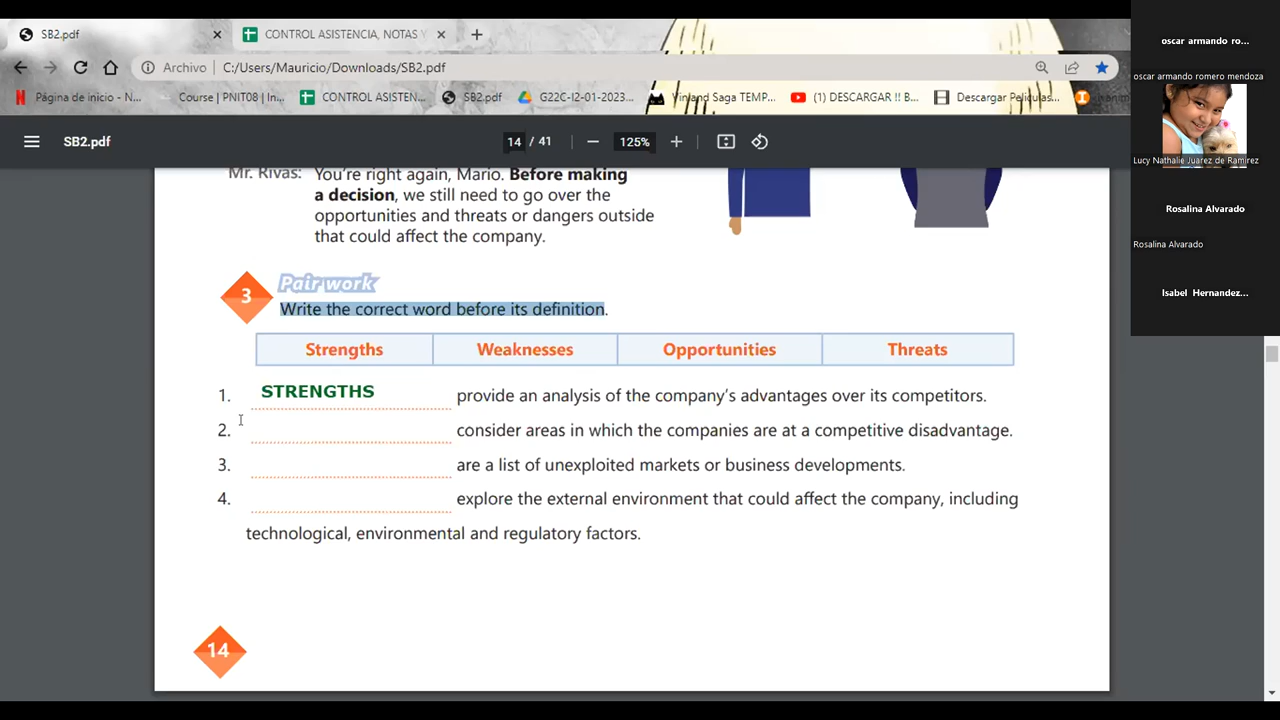 SB2.pdf
CONTROL ASISTENCIA, NOTAS Y
Archivo
C:/Users/Mauricio/Downloads/SB2.pdf
Página de inicio - N...
Course | PNIT08 | In...
CONTROL ASISTEN...
SB2.pdf
G22C-I2-01-2023...
Vinland Saga TEMP...
(1) DESCARGAR !! B...
Descargar Peliculas...
SB2.pdf
14 / 41
125%
Mr. Rivas:
You're right again, Mario. Before making
a decision, we still need to go over the
opportunities and threats or dangers outside
that could affect the company.
3
Pair work
Write the correct word before its definition.
Strengths Weaknesses Opportunities Threats
1. STRENGTHS provide an analysis of the company's advantages over its competitors.
2. consider areas in which the companies are at a competitive disadvantage.
3. are a list of unexploited markets or business developments.
4. explore the external environment that could affect the company, including
technological, environmental and regulatory factors.
14
oscar armando ro...
oscar armando romero mendoza
Lucy Nathalie Juarez de Ramirez
Rosalina Alvarado
Rosalina Alvarado
Isabel Hernandez...